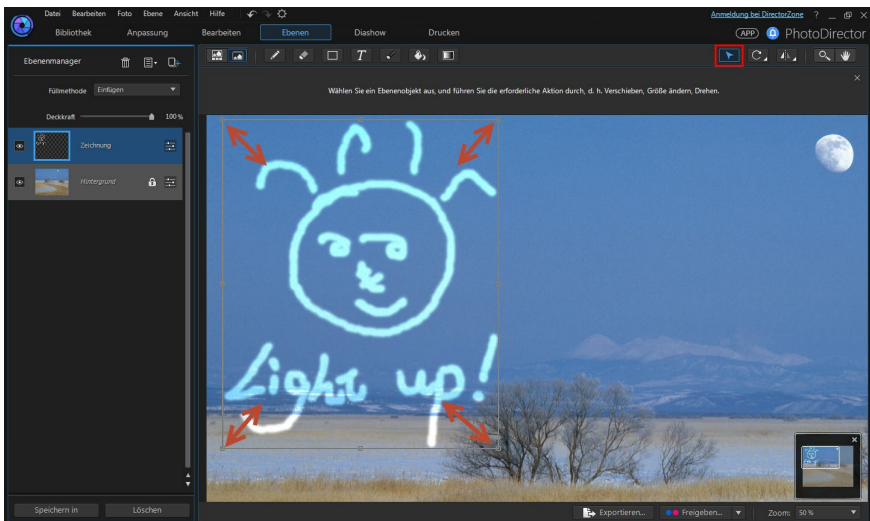 Datei Bearbeiten Foto Ebene Ansicht Hilfe Anmeldung bei DirectorZone ?
Bibliothek Anpassung Bearbeiten Ebenen Diashow Drucken APP PhotoDirector
Ebenenmanager T
Wählen Sie ein Ebenenobjekt aus, und führen Sie die erforderliche Aktion durch, d. h. Verschieben, Größe ändern, Drehen.
Füllmethode Einfügen
Deckkraft 100 %
Zeichnung
Hintergrund
Light up!
Speichern in Löschen Exportieren... Freigeben... Zoom: 50 %